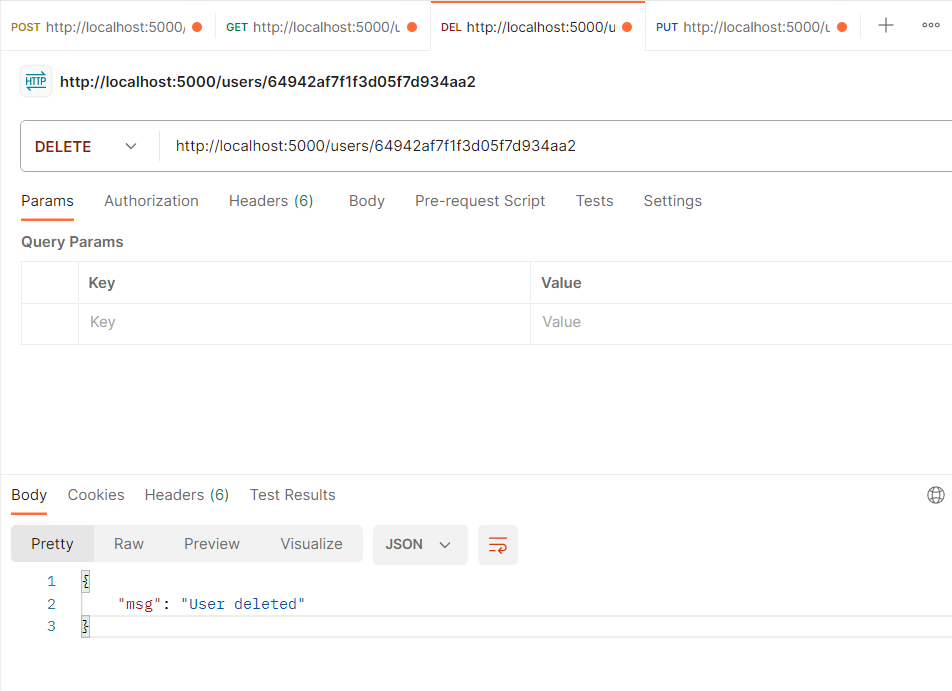 POST http://localhost:5000/ GET http://localhost:5000/u DEL http://localhost:5000/u PUT http://localhost:5000/u
HTTP http://localhost:5000/users/64942af7f1f3d05f7d934aa2
DELETE http://localhost:5000/users/64942af7f1f3d05f7d934aa2
Params Authorization Headers (6) Body Pre-request Script Tests Settings
Query Params
Key Value
Key Value
Body Cookies Headers (6) Test Results
Pretty Raw Preview Visualize JSON
1 {
2 "msg": "User deleted"
3 }